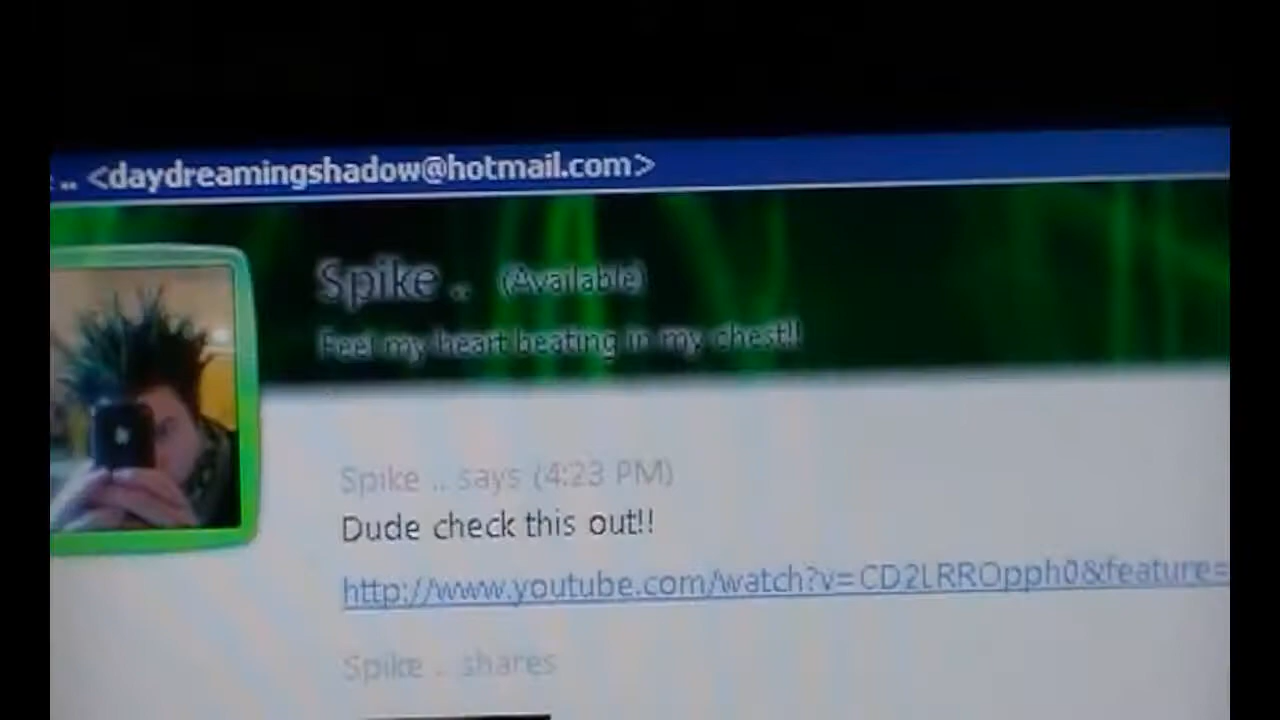 .. <daydreamingshadow@hotmail.com>
Spike .. (Available)
Feel my heart beating in my chest!!
Spike .. says (4:23 PM)
Dude check this out!!
http://www.youtube.com/watch?v=CD2LRROpph0&feature=
Spike .. shares